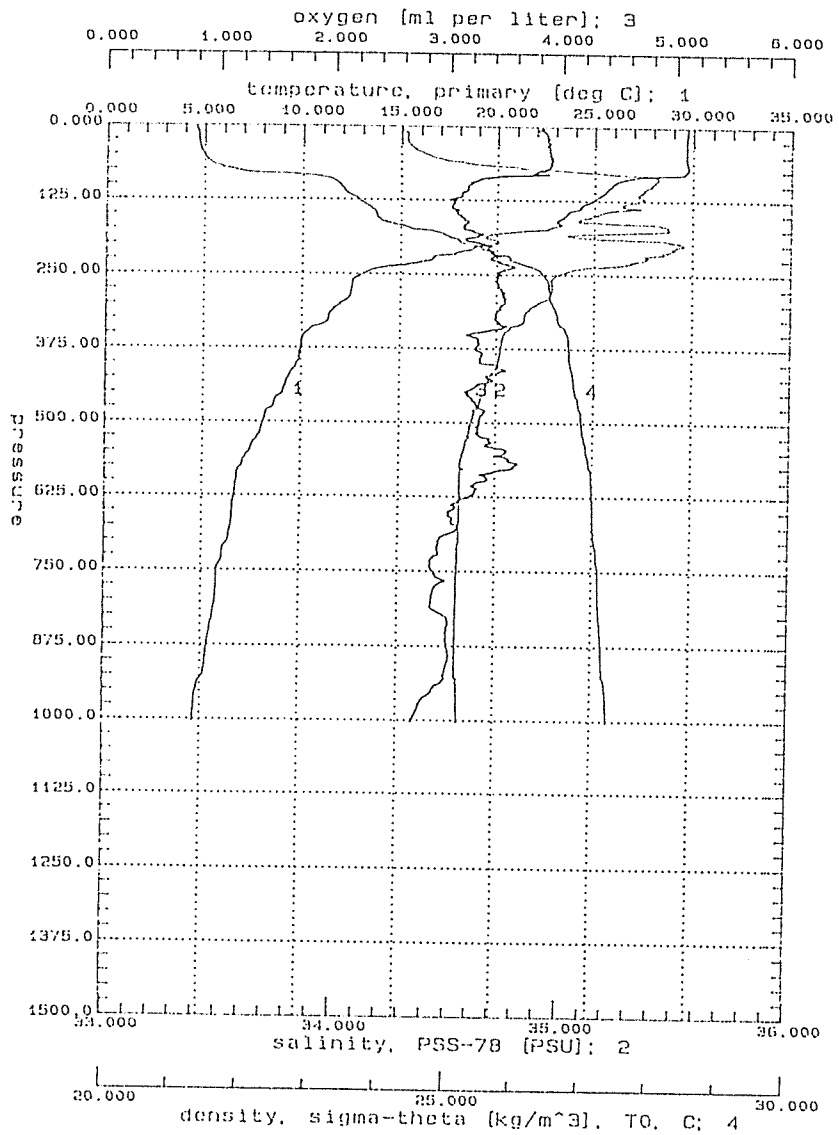 oxygen [ml per liter]; 3
0.000 1.000 2.000 3.000 4.000 5.000 6.000
temperature, primary [deg C]; 1
0.000 5.000 10.000 15.000 20.000 25.000 30.000 35.000
0.000
125.00
250.00
375.00
1 3 2 4
500.00
pressure
625.00
750.00
875.00
1000.0
1125.0
1250.0
1375.0
1500.0
33.000 34.000 35.000 36.000
salinity, PSS-78 [PSU]; 2
20.000 25.000 30.000
density, sigma-theta [kg/m^3], T0, C; 4